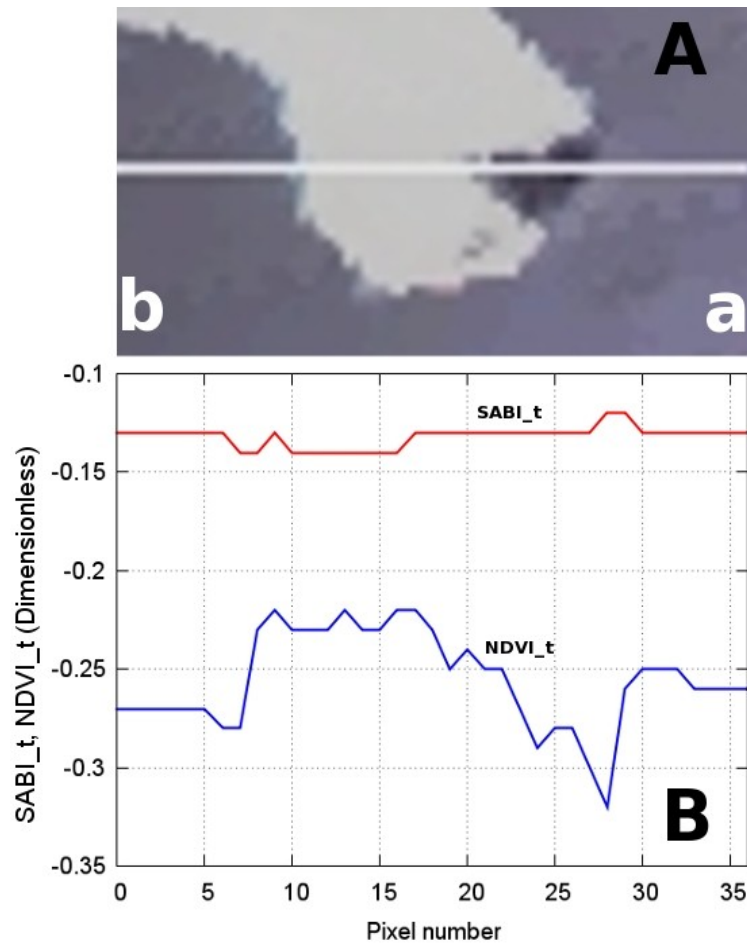 A
b
a
-0.1
-0.15
-0.2
-0.25
-0.3
-0.35
SABI_t, NDVI_t (Dimensionless)
SABI_t
NDVI_t
B
0 5 10 15 20 25 30 35
Pixel number